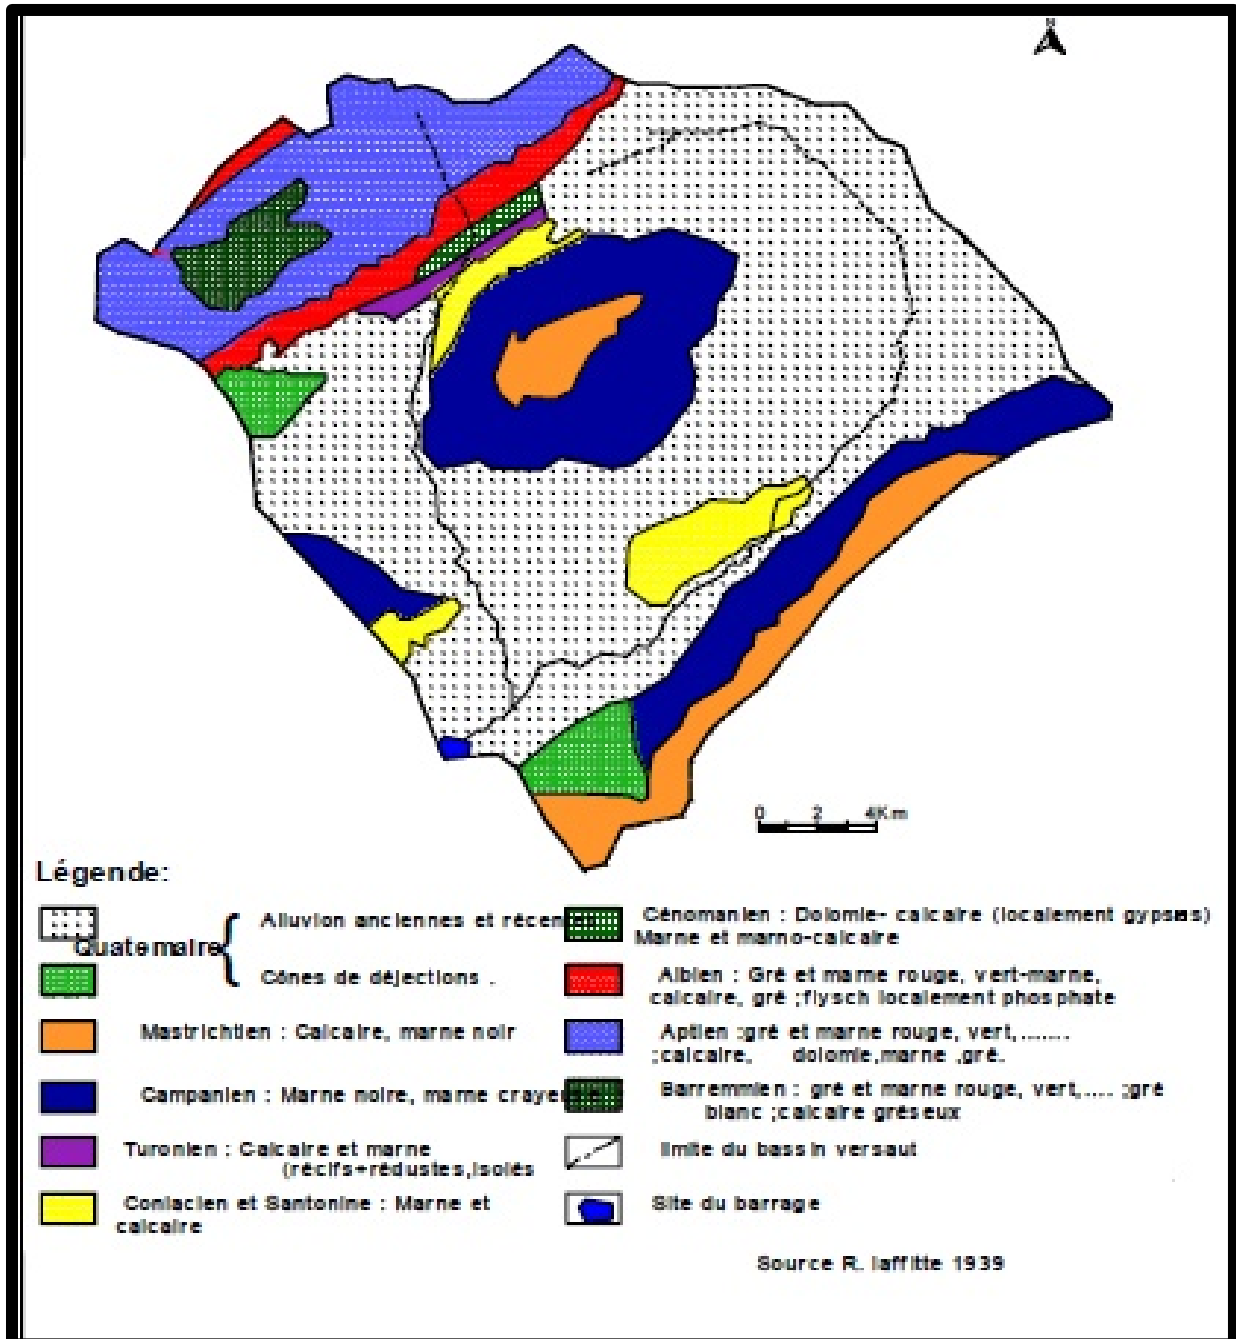 N
0 2 4Km
Légende:
Quaternaire
Alluvion anciennes et récen
Cônes de déjections .
Mastrichtien : Calcaire, marne noir
Campanien : Marne noire, marne craye
Turonien : Calcaire et marne
(récifs+rédustes,isolés
Coniacien et Santonine : Marne et
calcaire
Cénomanien : Dolomie- calcaire (localement
Marne et marno-calcaire
Albien : Gré et marne rouge, vert-marne,
calcaire, gré ;flysch localement phosphate
Aptien :gré et marne rouge, vert,.......
;calcaire, dolomie,marne ,gré.
Barremmien : gré et marne rouge, vert,.... ;gré
blanc ;calcaire gréseux
limite du bassin versaut
Site du barrage
Source R. laffitte 1939